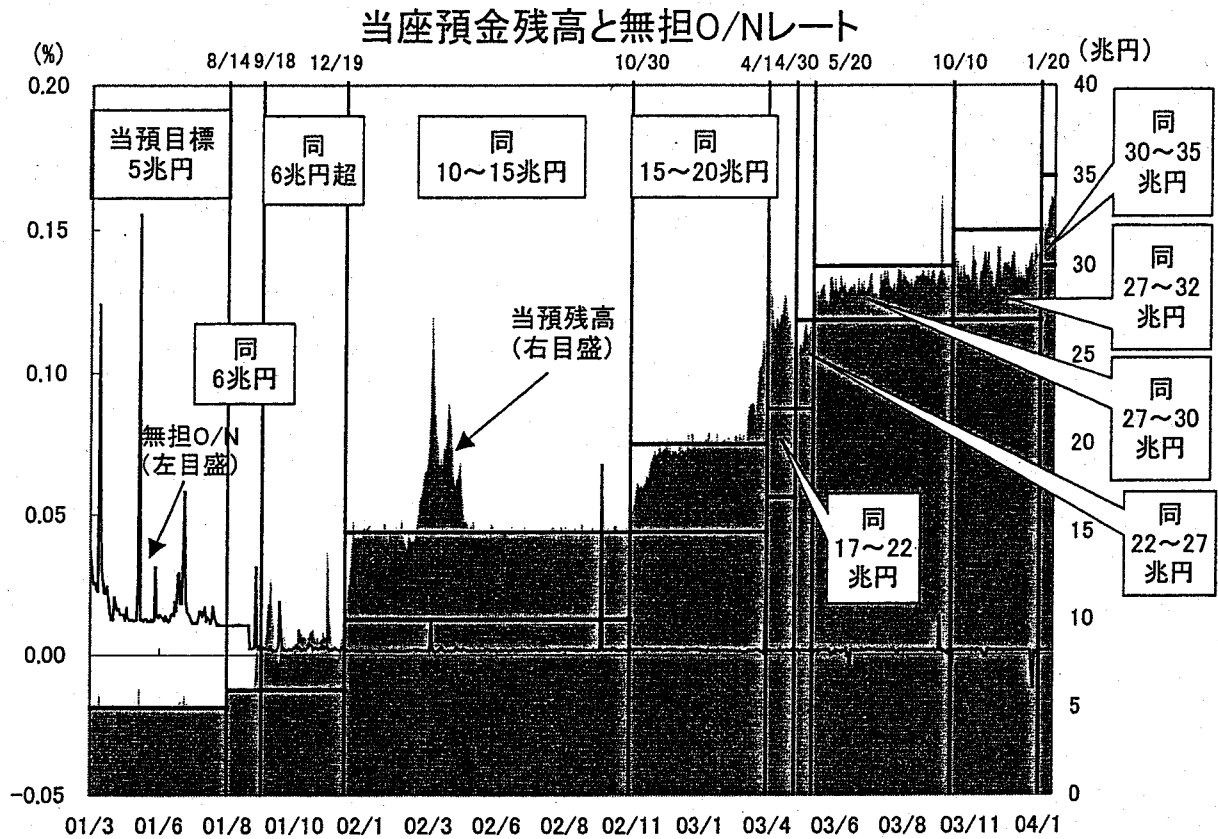 当座預金残高と無担O/Nレート
(%)
(兆円)
8/14 9/18 12/19 10/30 4/1 4/30 5/20 10/10 1/20
0.20
0.15
0.10
0.05
0.00
-0.05
40
35
30
25
20
15
10
5
0
当預目標
5兆円
同
6兆円超
同
10～15兆円
同
15～20兆円
同
30～35
兆円
同
27～32
兆円
同
27～30
兆円
同
22～27
兆円
同
17～22
兆円
同
6兆円
当預残高
(右目盛)
無担O/N
(左目盛)
01/3 01/6 01/8 01/10 02/1 02/3 02/6 02/8 02/11 03/1 03/4 03/6 03/8 03/11 04/1